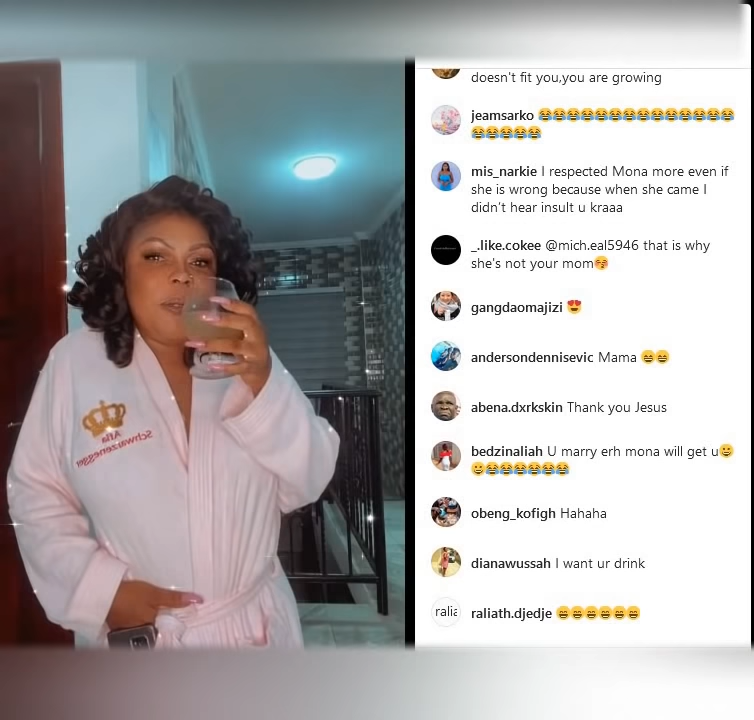 Afia
Schwarzenegger
doesn't fit you,you are growing
jeamsarko 😂😂😂😂😂😂😂😂😂😂😂😂😂😂
😂😂😂😂😂
mis_narkie I respected Mona more even if
she is wrong because when she came I
didn't hear insult u kraaa
_.like.cokee @mich.eal5946 that is why
she's not your mom😚
gangdaomajizi 😍
andersondennisevic Mama 😄😄
abena.dxrkskin Thank you Jesus
bedzinaliah U marry erh mona will get u😀
😀😂😂😂😂😂😂
obeng_kofigh Hahaha
dianawussah I want ur drink
ralia
raliath.djedje 😄😄😄😄😄😄